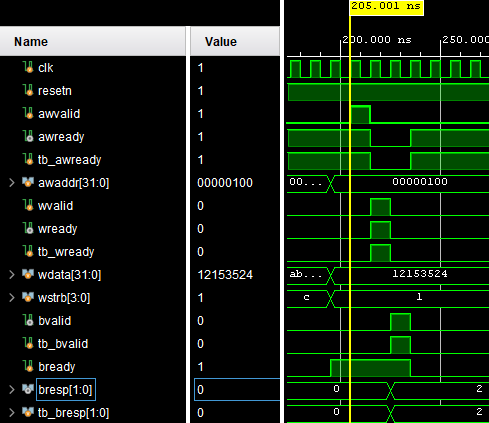 205.001 ns
200.000 ns 250.000 ns
Name Value
clk 1
resetn 1
awvalid 1
awready 1
tb_awready 1
awaddr[31:0] 00000100 00... 00000100
wvalid 0
wready 0
tb_wready 0
wdata[31:0] 12153524 ab... 12153524
wstrb[3:0] 1 c 1
bvalid 0
tb_bvalid 0
bready 1
bresp[1:0] 0 0 2
tb_bresp[1:0] 0 0 2